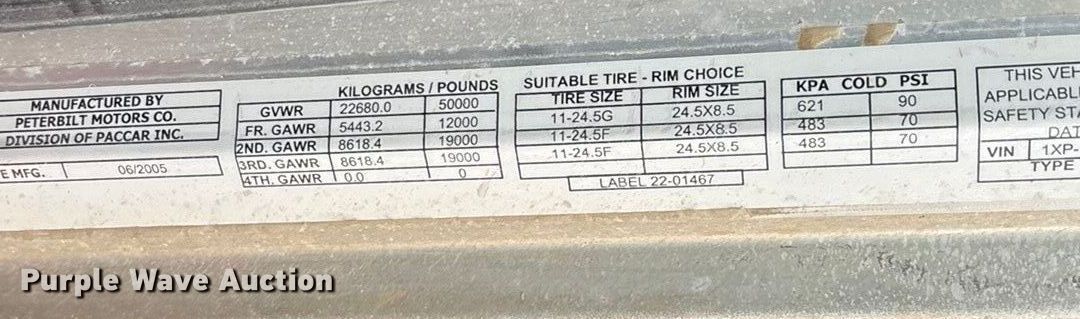 MANUFACTURED BY
PETERBILT MOTORS CO.
DIVISION OF PACCAR INC.
E MFG. 06/2005
KILOGRAMS / POUNDS
GVWR 22680.0 50000
FR. GAWR 5443.2 12000
2ND. GAWR 8618.4 19000
3RD. GAWR 8618.4 19000
4TH. GAWR 0.0 0
SUITABLE TIRE - RIM CHOICE
TIRE SIZE RIM SIZE
11-24.5G 24.5X8.5
11-24.5F 24.5X8.5
11-24.5F 24.5X8.5
LABEL 22-01467
KPA COLD PSI
621 90
483 70
483 70
THIS VEH
APPLICABL
SAFETY STA
DAT
VIN 1XP-
TYPE
Purple Wave Auction